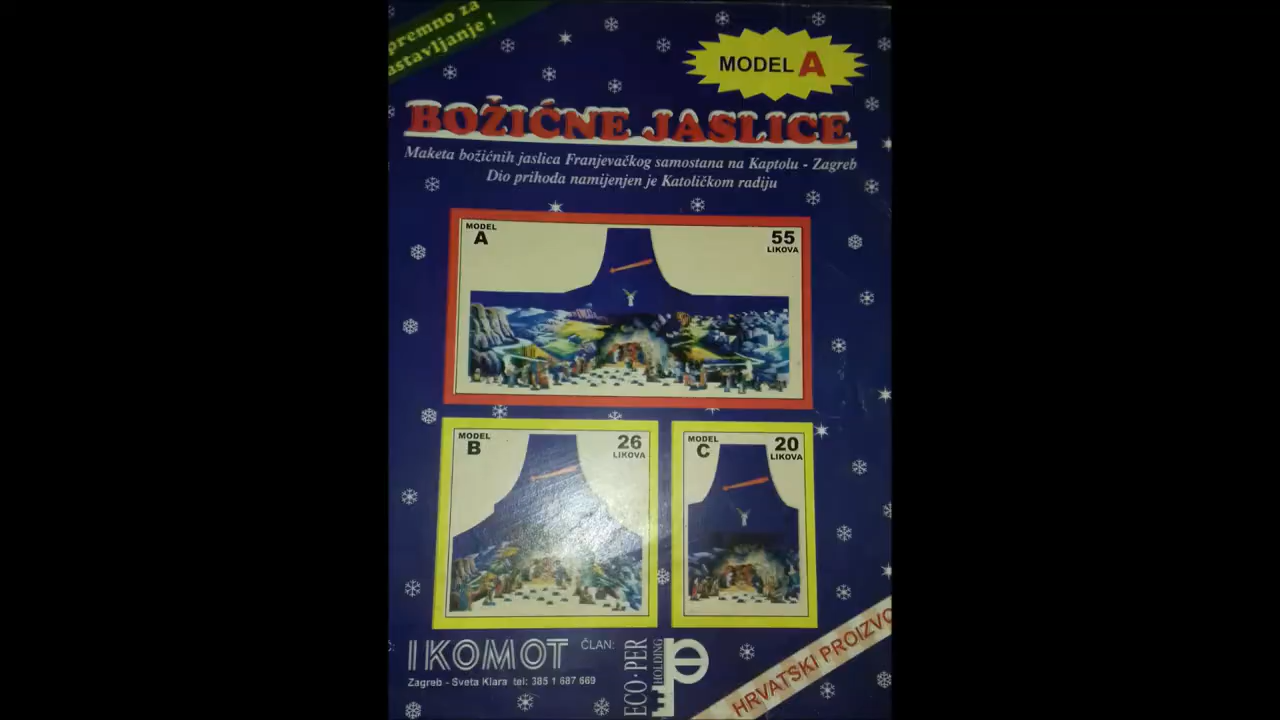 premno za
stavljanje !
MODEL A
BOŽIĆNE JASLICE
Maketa božićnih jaslica Franjevačkog samostana na Kaptolu - Zagreb
Dio prihoda namijenjen je Katoličkom radiju
MODEL
A
55
LIKOVA
MODEL
B
26
LIKOVA
MODEL
C
20
LIKOVA
IKOMOT
ČLAN:
ECO·PER
HOLDING
Zagreb - Sveta Klara tel: 385 1 687 669
HRVATSKI PROIZVO